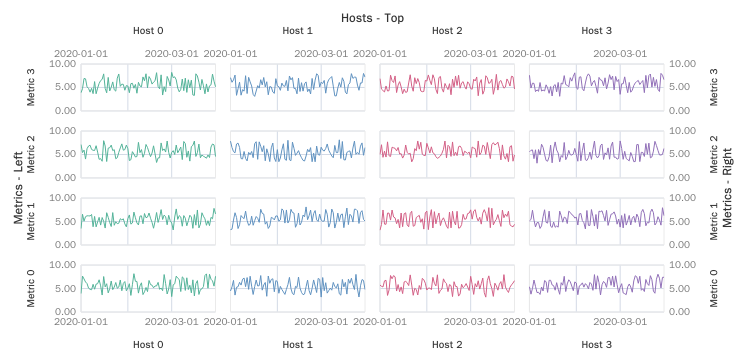 Hosts - Top
Host 0 Host 1 Host 2 Host 3
2020-01-01 2020-03-01 2020-01-01 2020-03-01 2020-01-01 2020-03-01 2020-01-01 2020-03-01
Metrics - Left
Metric 3 10.00 5.00 0.00
Metric 2 10.00 5.00 0.00
Metric 1 10.00 5.00 0.00
Metric 0 10.00 5.00 0.00
10.00 5.00 0.00 Metric 3
10.00 5.00 0.00 Metric 2
10.00 5.00 0.00 Metric 1
10.00 5.00 0.00 Metric 0
Metrics - Right
2020-01-01 2020-03-01 2020-01-01 2020-03-01 2020-01-01 2020-03-01 2020-01-01 2020-03-01
Host 0 Host 1 Host 2 Host 3